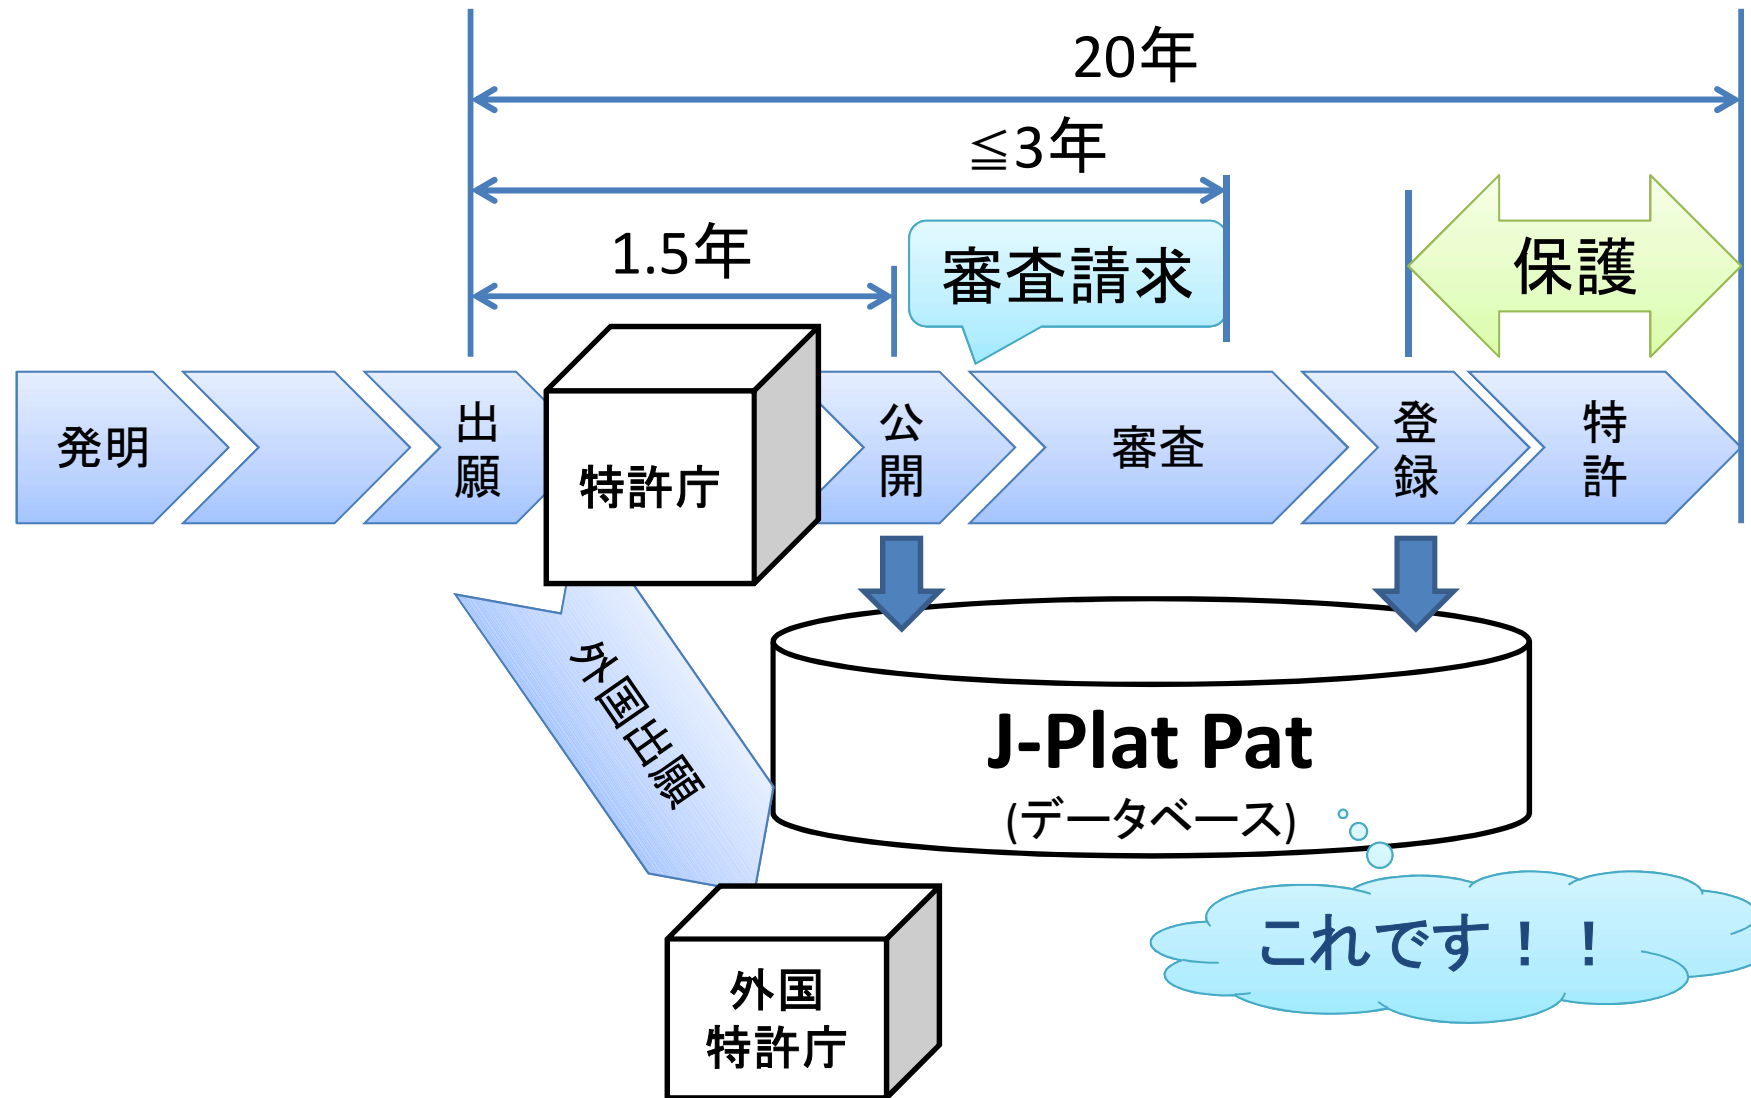 20年
≦3年
1.5年
審査請求
保護
発明
出
願
特許庁
公
開
審査
登
録
特
許
外国出願
J-Plat Pat
(データベース)
これです！！
外国
特許庁